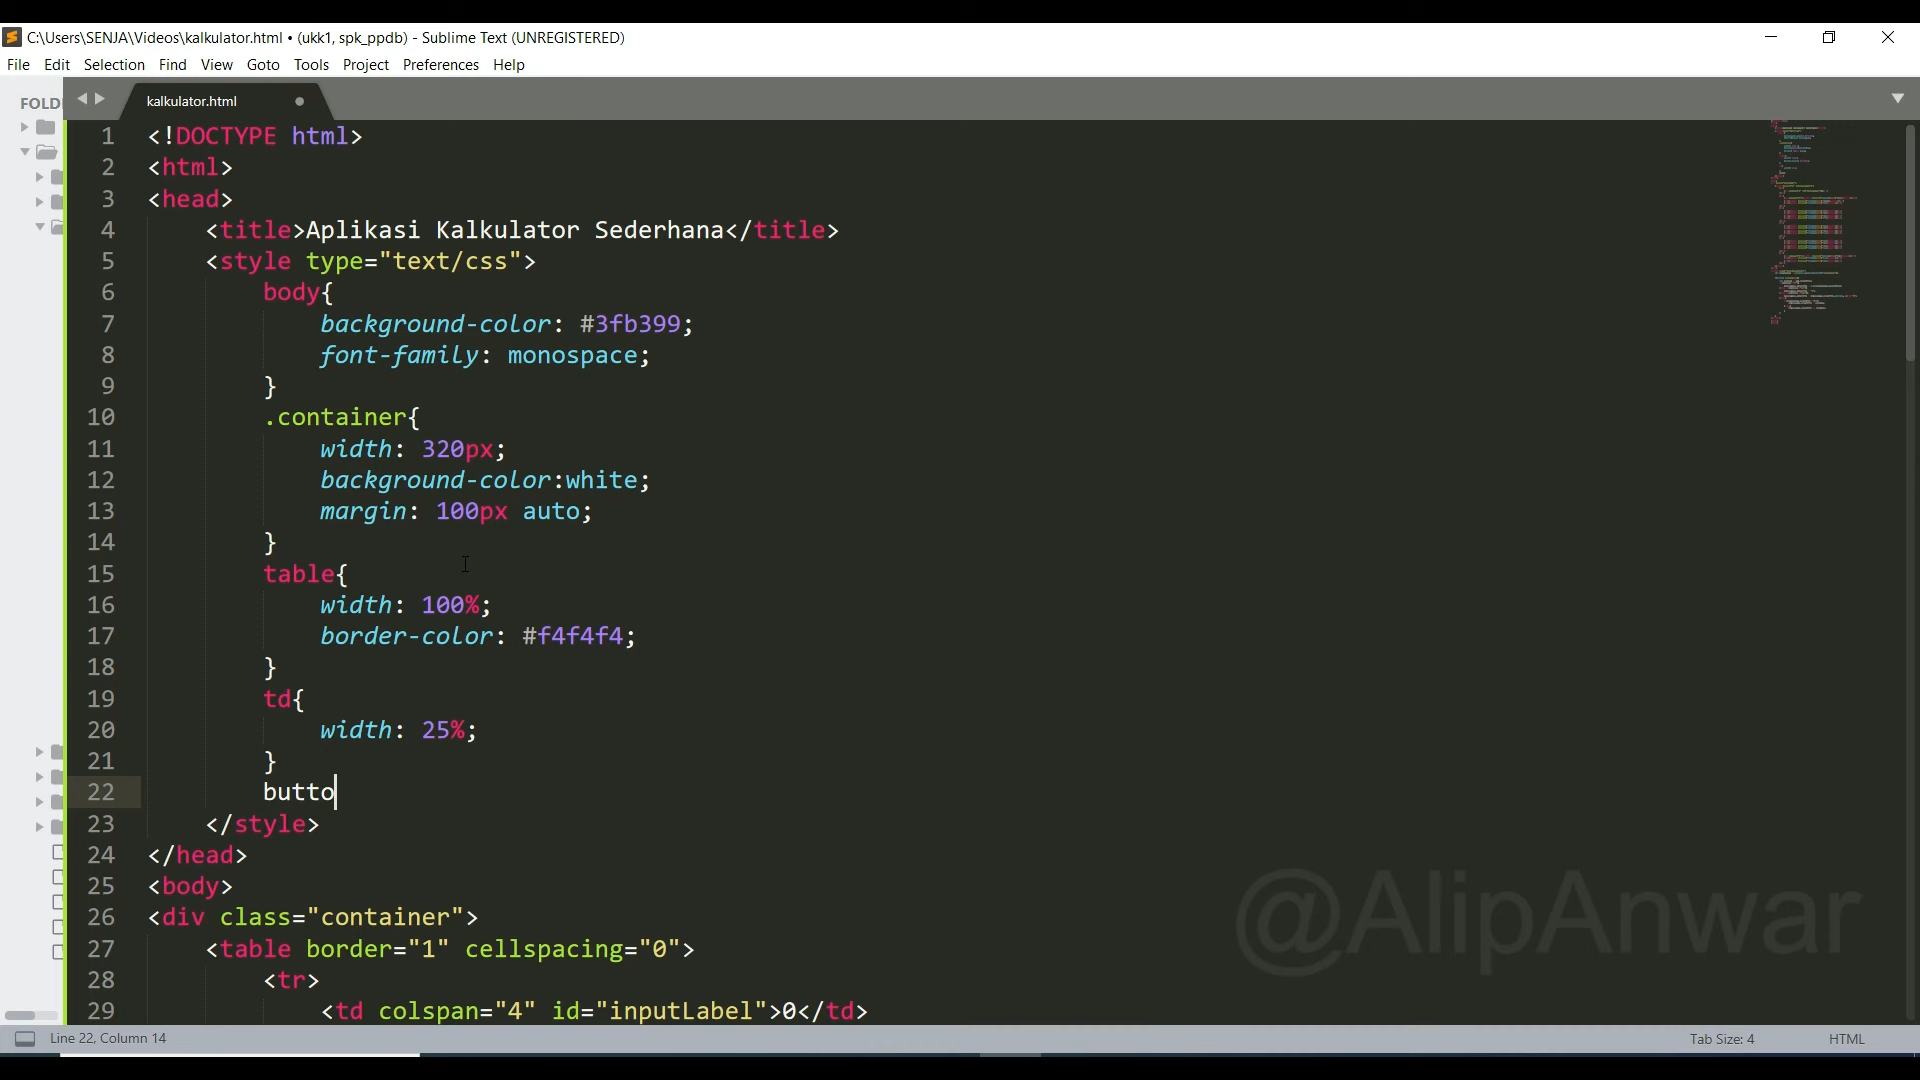 C:\Users\SENJA\Videos\kalkulator.html • (ukk1, spk_ppdb) - Sublime Text (UNREGISTERED)
File Edit Selection Find View Goto Tools Project Preferences Help
FOLD
kalkulator.html
1 <!DOCTYPE html>
2 <html>
3 <head>
4 <title>Aplikasi Kalkulator Sederhana</title>
5 <style type="text/css">
6 body{
7 background-color: #3fb399;
8 font-family: monospace;
9 }
10 .container{
11 width: 320px;
12 background-color:white;
13 margin: 100px auto;
14 }
15 table{
16 width: 100%;
17 border-color: #f4f4f4;
18 }
19 td{
20 width: 25%;
21 }
22 butto
23 </style>
24 </head>
25 <body>
26 <div class="container">
27 <table border="1" cellspacing="0">
28 <tr>
29 <td colspan="4" id="inputLabel">0</td>
@AlipAnwar
Line 22, Column 14
Tab Size: 4
HTML